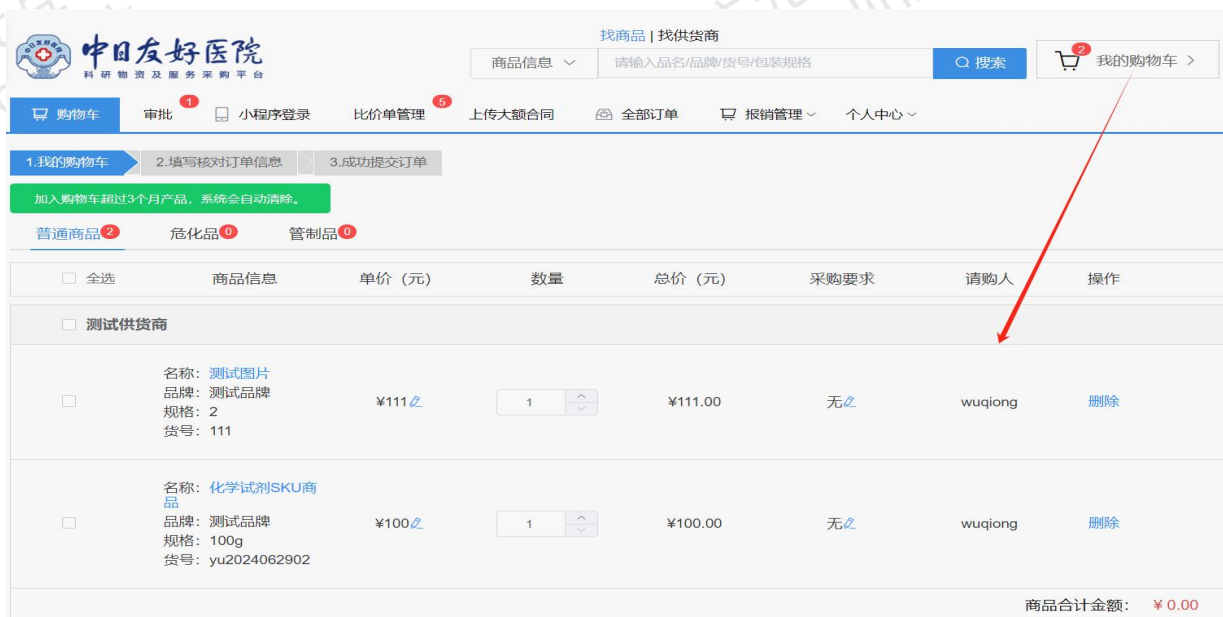 找商品 | 找供货商
中日友好医院
科研物资及服务采购平台
商品信息 请输入品名/品牌/货号/包装规格 搜索 2 我的购物车
购物车 审批 1 小程序登录 比价单管理 5 上传大额合同 全部订单 报销管理 个人中心
1.我的购物车 2.填写核对订单信息 3.成功提交订单
加入购物车超过3个月产品，系统会自动清除。
普通商品 2 危化品 0 管制品 0
全选 商品信息 单价（元） 数量 总价（元） 采购要求 请购人 操作
测试供货商
名称：测试图片
品牌：测试品牌
规格：2
货号：111
¥111 1 ¥111.00 无 wuqiong 删除
名称：化学试剂SKU商
品
品牌：测试品牌
规格：100g
货号：yu2024062902
¥100 1 ¥100.00 无 wuqiong 删除
商品合计金额： ¥ 0.00